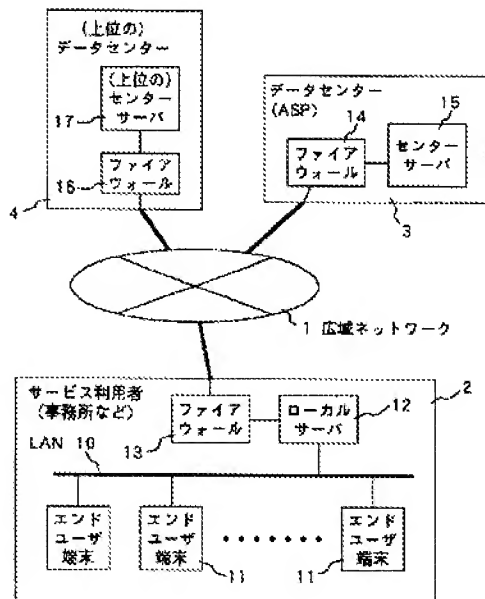 (上位の)
データセンター
(上位の)
センター
サーバ
17
ファイア
ウォール
16
4
データセンター
(ASP)
14
15
ファイア
ウォール
センター
サーバ
3
1 広域ネットワーク
サービス利用者
(事務所など)
2
ファイア
ウォール
13
ローカル
サーバ
12
LAN 10
エンド
ユーザ
端末
エンド
ユーザ
端末
11
エンド
ユーザ
端末
11